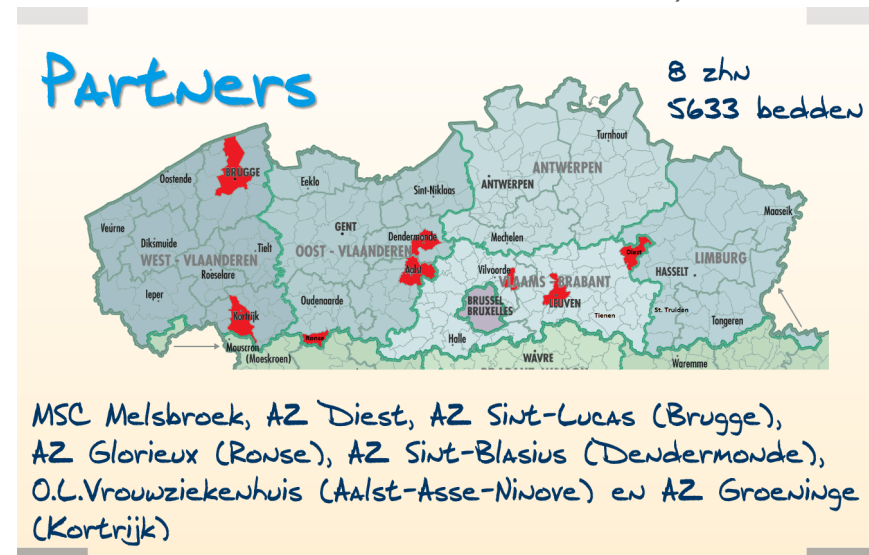 Partners
8 zhn
5633 bedden
Turnhout
ANTWERPEN
ANTWERPEN
BRUGGE
Oostende
Eeklo
Sint-Niklaas
Maaseik
Veurne
GENT
Dendermonde
Mechelen
Diksmuide
Tielt
WEST - VLAANDEREN
OOST - VLAANDEREN
Diest
LIMBURG
Roeselare
Aalst
Vilvoorde
HASSELT
VLAAMS - BRABANT
Ieper
Oudenaarde
BRUSSEL
BRUXELLES
LEUVEN
Kortrijk
Tienen
St. Truiden
Tongeren
Ronse
Halle
Mouscron
(Moeskroen)
WAVRE
Waremme
MSC Melsbroek, AZ Diest, AZ Sint-Lucas (Brugge),
AZ Glorieux (Ronse), AZ Sint-Blasius (Dendermonde),
O.L.Vrouwziekenhuis (Aalst-Asse-Ninove) en AZ Groeninge
(Kortrijk)